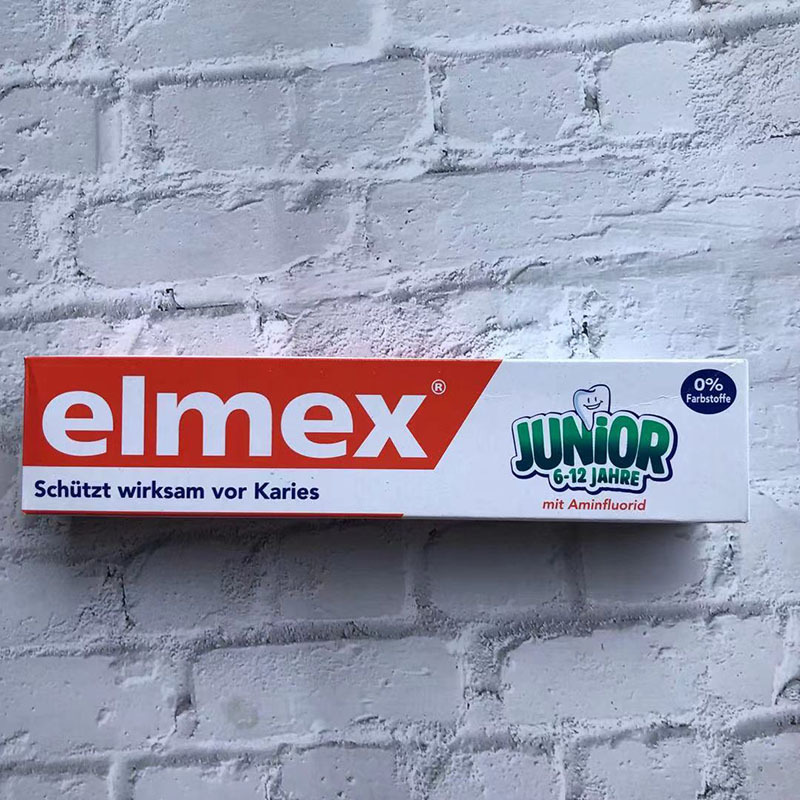 elmex®
Schützt wirksam vor Karies
JUNiOR
6-12 JAHRE
mit Aminfluorid
0%
Farbstoffe